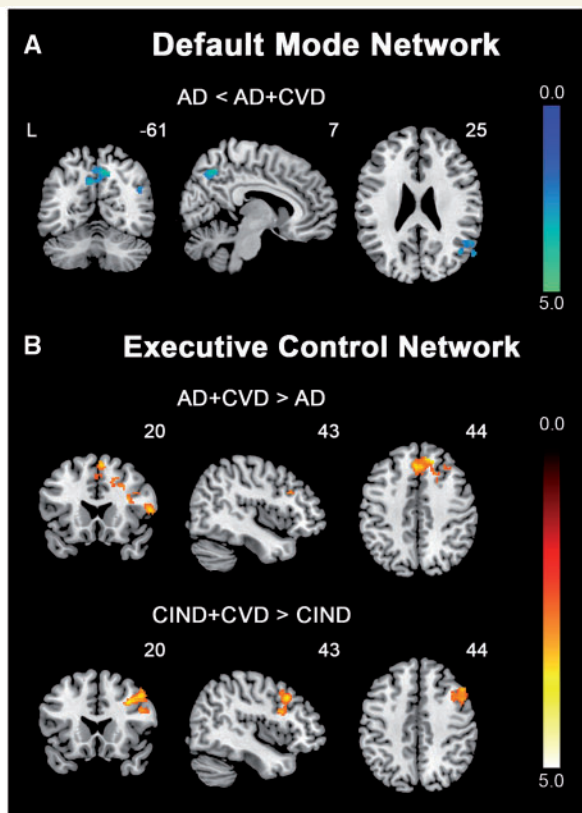 A Default Mode Network
AD < AD+CVD
L -61 7 25
0.0
5.0
B Executive Control Network
AD+CVD > AD
20 43 44
0.0
CIND+CVD > CIND
20 43 44
5.0